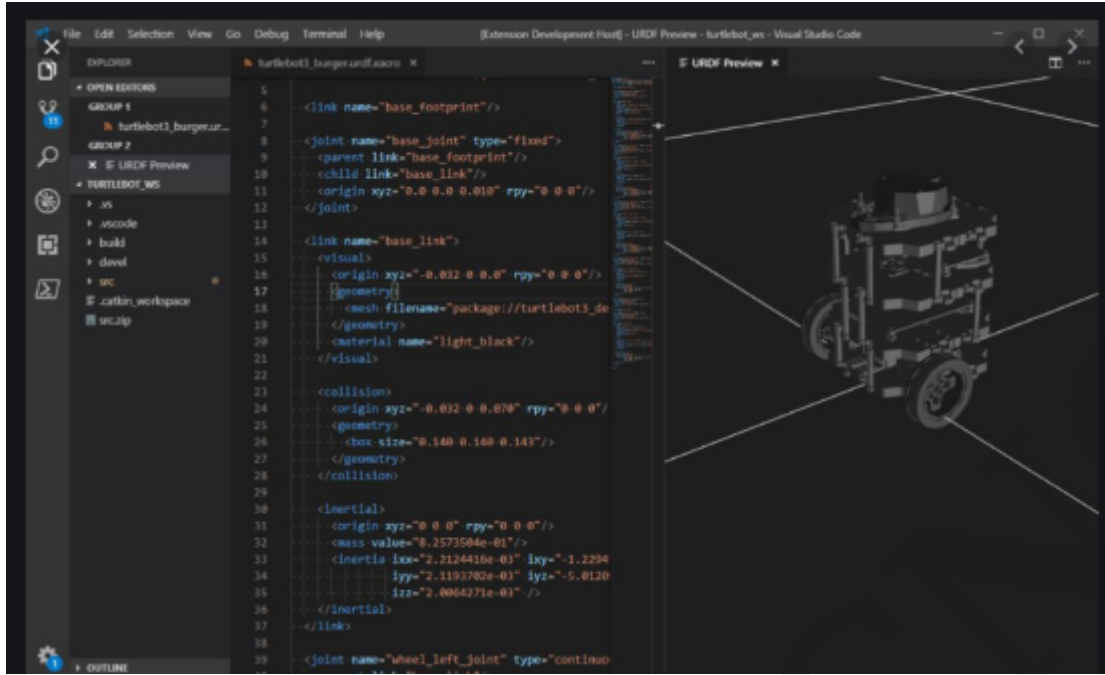 File Edit Selection View Go Debug Terminal Help [Extension Development Host] - URDF Preview - turtlebot_ws - Visual Studio Code
EXPLORER
OPEN EDITORS
GROUP 1
11
turtlebot3_burger.ur...
GROUP 2
URDF Preview
TURTLEBOT_WS
.vs
.vscode
build
devel
src
.catkin_workspace
src.zip
1
OUTLINE
turtlebot3_burger.urdf.xacro
5
6 <link name="base_footprint"/>
7
8 <joint name="base_joint" type="fixed">
9 <parent link="base_footprint"/>
10 <child link="base_link"/>
11 <origin xyz="0.0 0.0 0.010" rpy="0 0 0"/>
12 </joint>
13
14 <link name="base_link">
15 <visual>
16 <origin xyz="-0.032 0 0.0" rpy="0 0 0"/>
17 <geometry>
18 <mesh filename="package://turtlebot3_de
19 </geometry>
20 <material name="light_black"/>
21 </visual>
22
23 <collision>
24 <origin xyz="-0.032 0 0.070" rpy="0 0 0"/
25 <geometry>
26 <box size="0.140 0.140 0.143"/>
27 </geometry>
28 </collision>
29
30 <inertial>
31 <origin xyz="0 0 0" rpy="0 0 0"/>
32 <mass value="8.2573504e-01"/>
33 <inertia ixx="2.2124416e-03" ixy="-1.2294
34 iyy="2.1193702e-03" iyz="-5.0120
35 izz="2.0064271e-03" />
36 </inertial>
37 </link>
38
39 <joint name="wheel_left_joint" type="continuo
URDF Preview